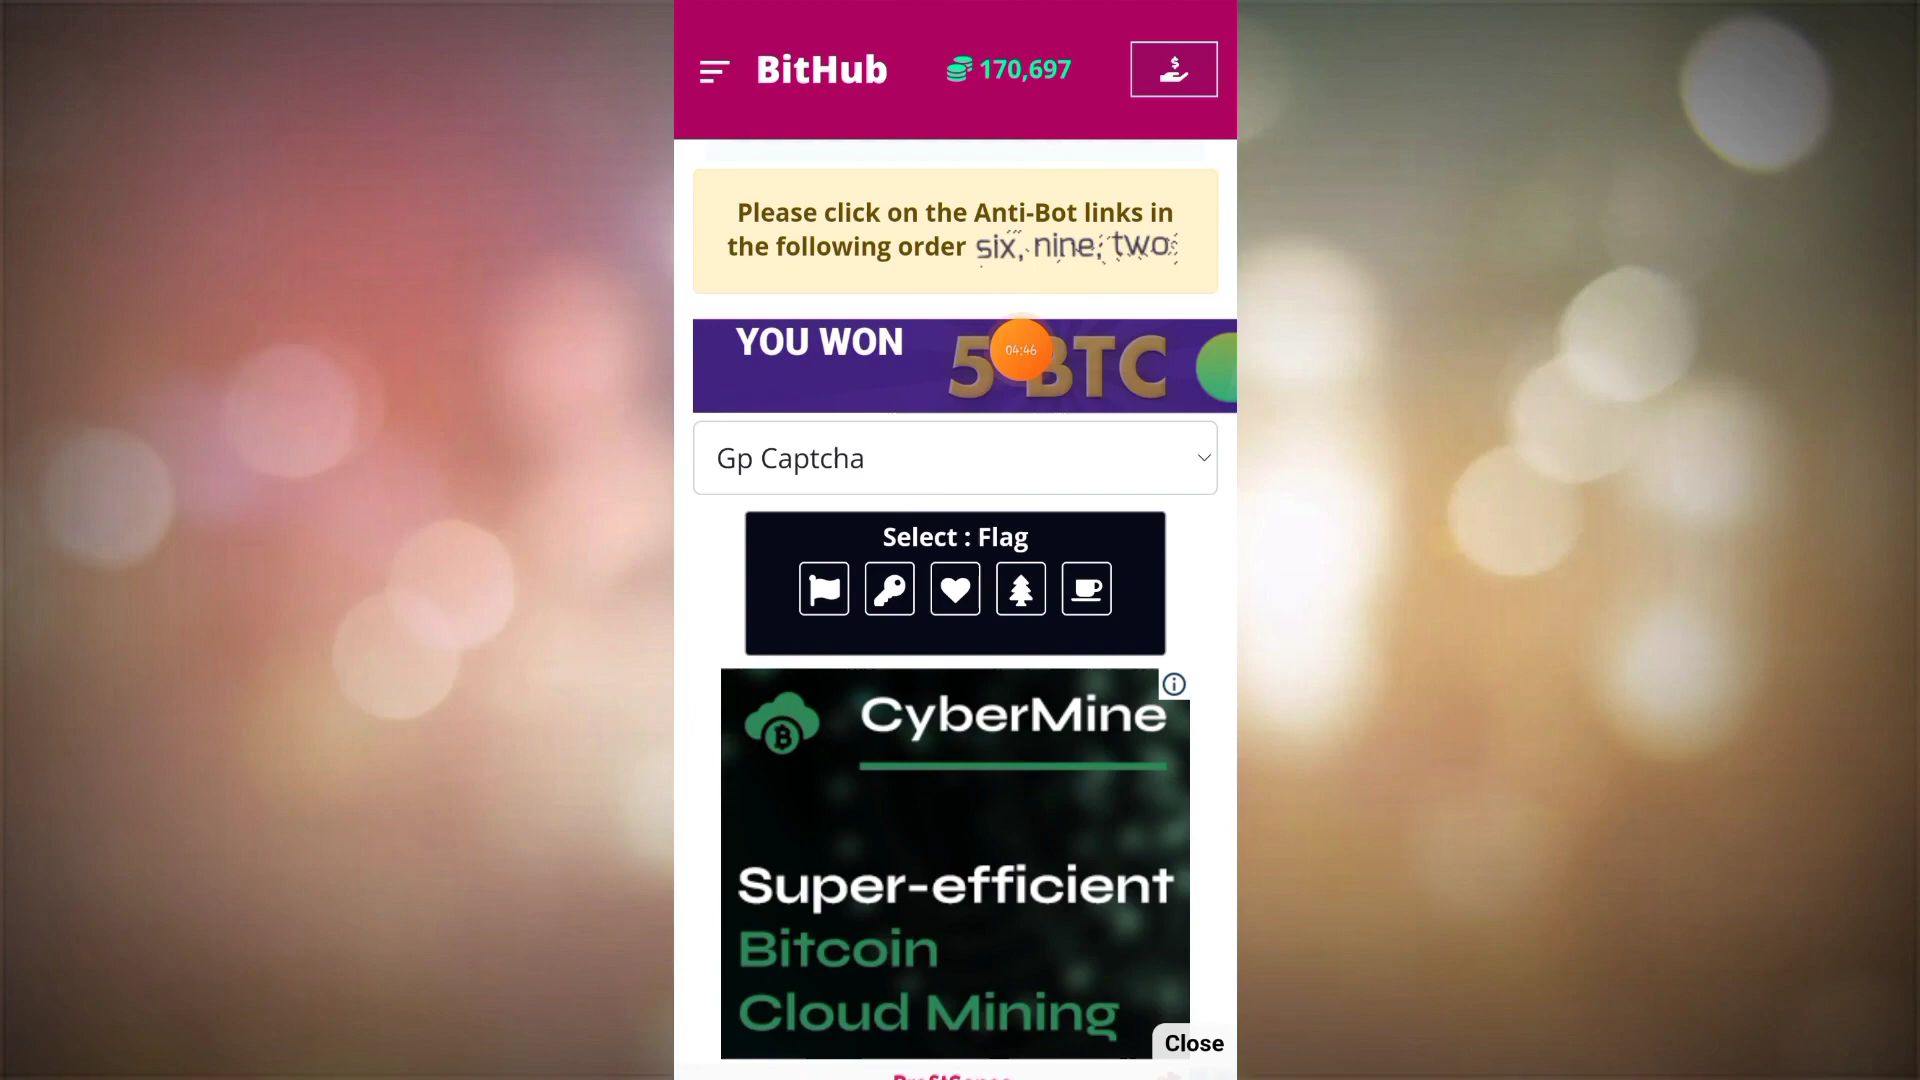 BitHub
170,697
Please click on the Anti-Bot links in
the following order six, nine, two
YOU WON
5 BTC
04:46
Gp Captcha
Select : Flag
CyberMine
Super-efficient
Bitcoin
Cloud Mining
Close